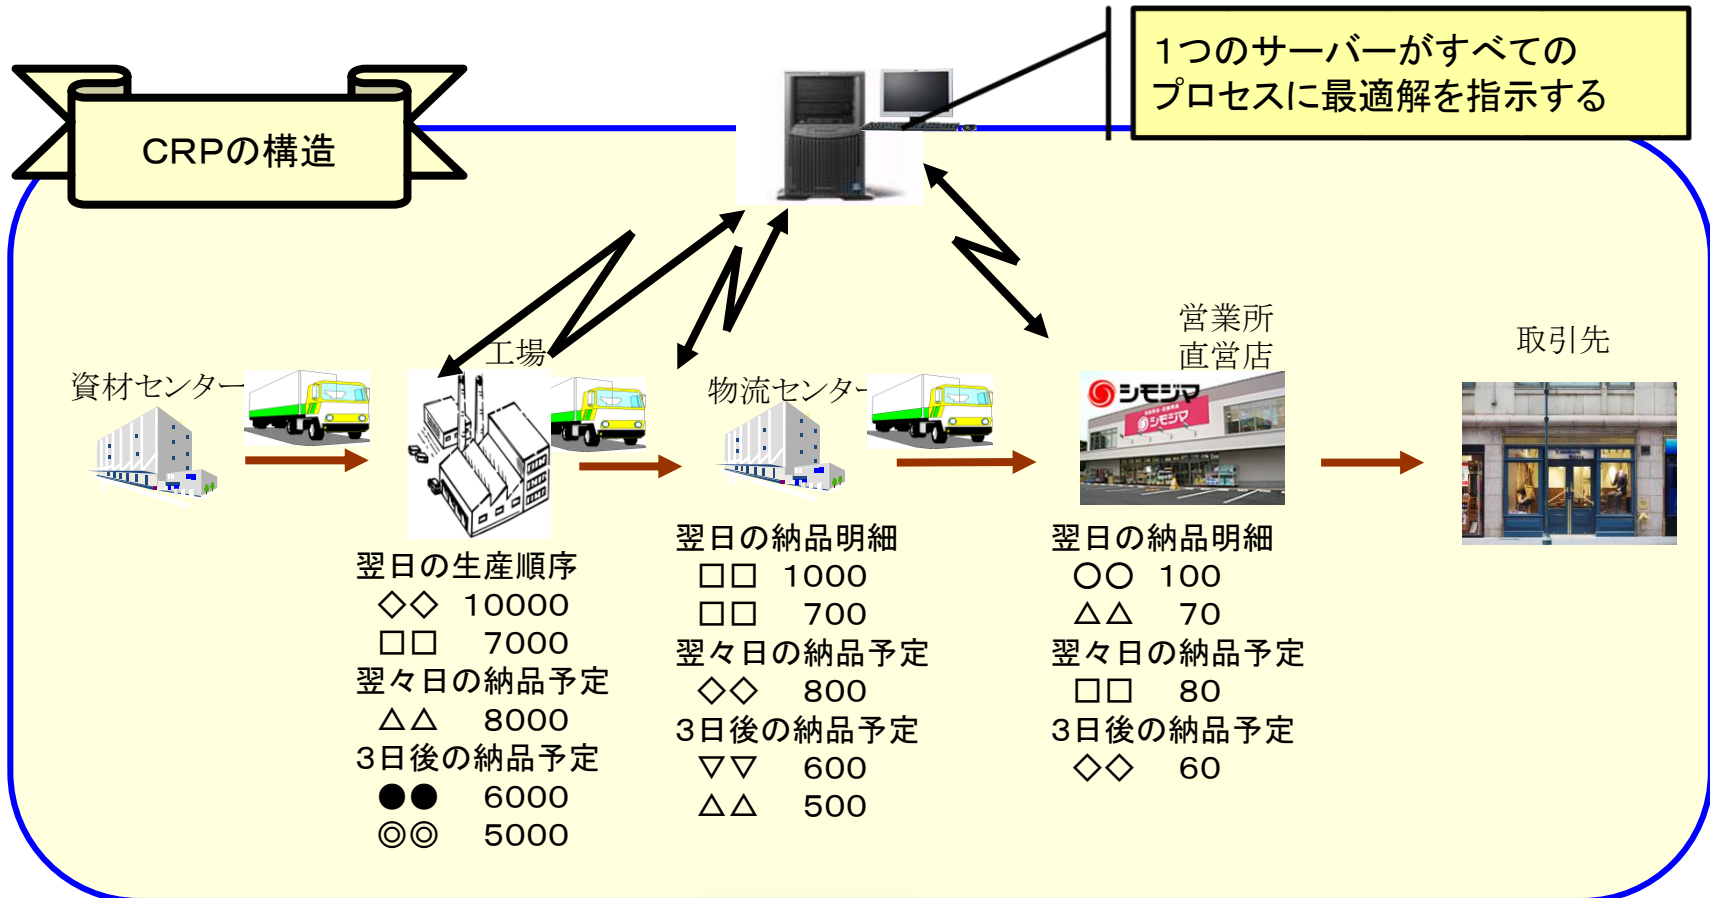 1つのサーバーがすべての
プロセスに最適解を指示する
CRPの構造
資材センター
工場
物流センター
営業所
直営店
取引先
シモジマ
シモジマ
翌日の生産順序
◇◇ 10000
□□ 7000
翌々日の納品予定
△△ 8000
3日後の納品予定
●● 6000
◎◎ 5000
翌日の納品明細
□□ 1000
□□ 700
翌々日の納品予定
◇◇ 800
3日後の納品予定
▽▽ 600
△△ 500
翌日の納品明細
○○ 100
△△ 70
翌々日の納品予定
□□ 80
3日後の納品予定
◇◇ 60